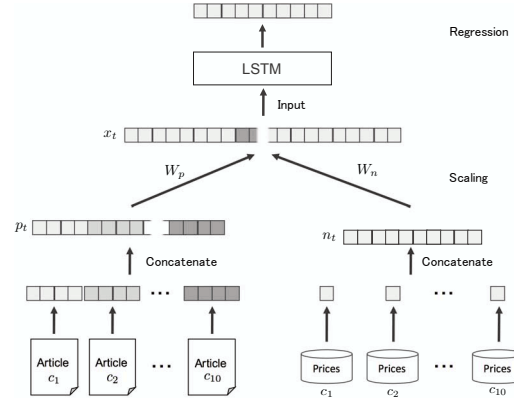 Regression
LSTM
Input
x_t
W_p
W_n
Scaling
p_t
n_t
Concatenate
Concatenate
...
...
Article
c_1
Article
c_2
...
Article
c_10
Prices
c_1
Prices
c_2
...
Prices
c_10